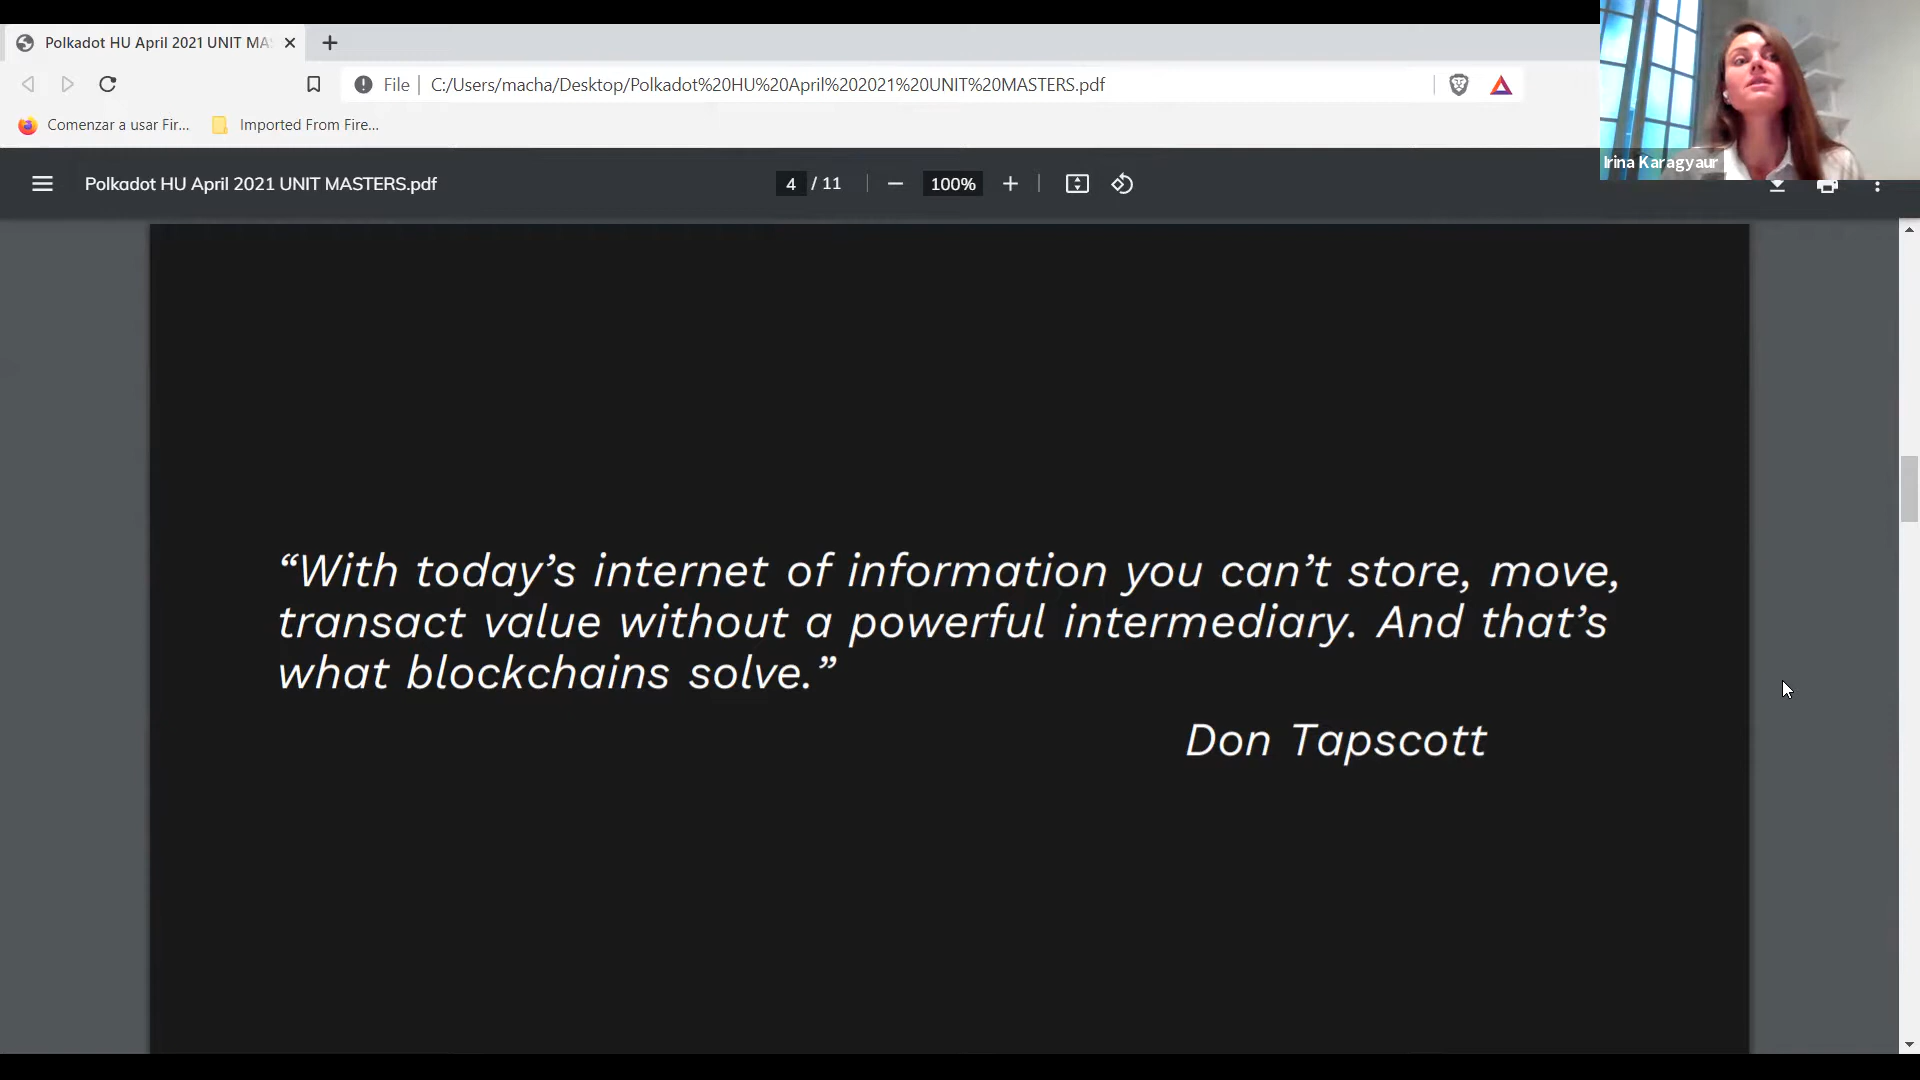 Polkadot HU April 2021 UNIT MA
File
C:/Users/macha/Desktop/Polkadot%20HU%20April%202021%20UNIT%20MASTERS.pdf
Comenzar a usar Fir...
Imported From Fire...
Irina Karagyaur
Polkadot HU April 2021 UNIT MASTERS.pdf
4 / 11
100%
“With today’s internet of information you can’t store, move,
transact value without a powerful intermediary. And that’s
what blockchains solve.”
Don Tapscott